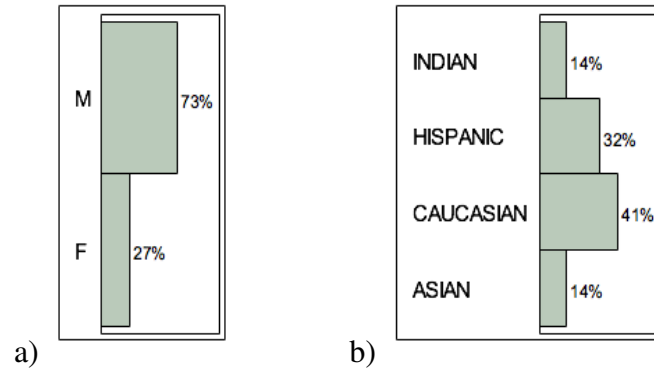 M
73%
F
27%
a)
INDIAN
14%
HISPANIC
32%
CAUCASIAN
41%
ASIAN
14%
b)